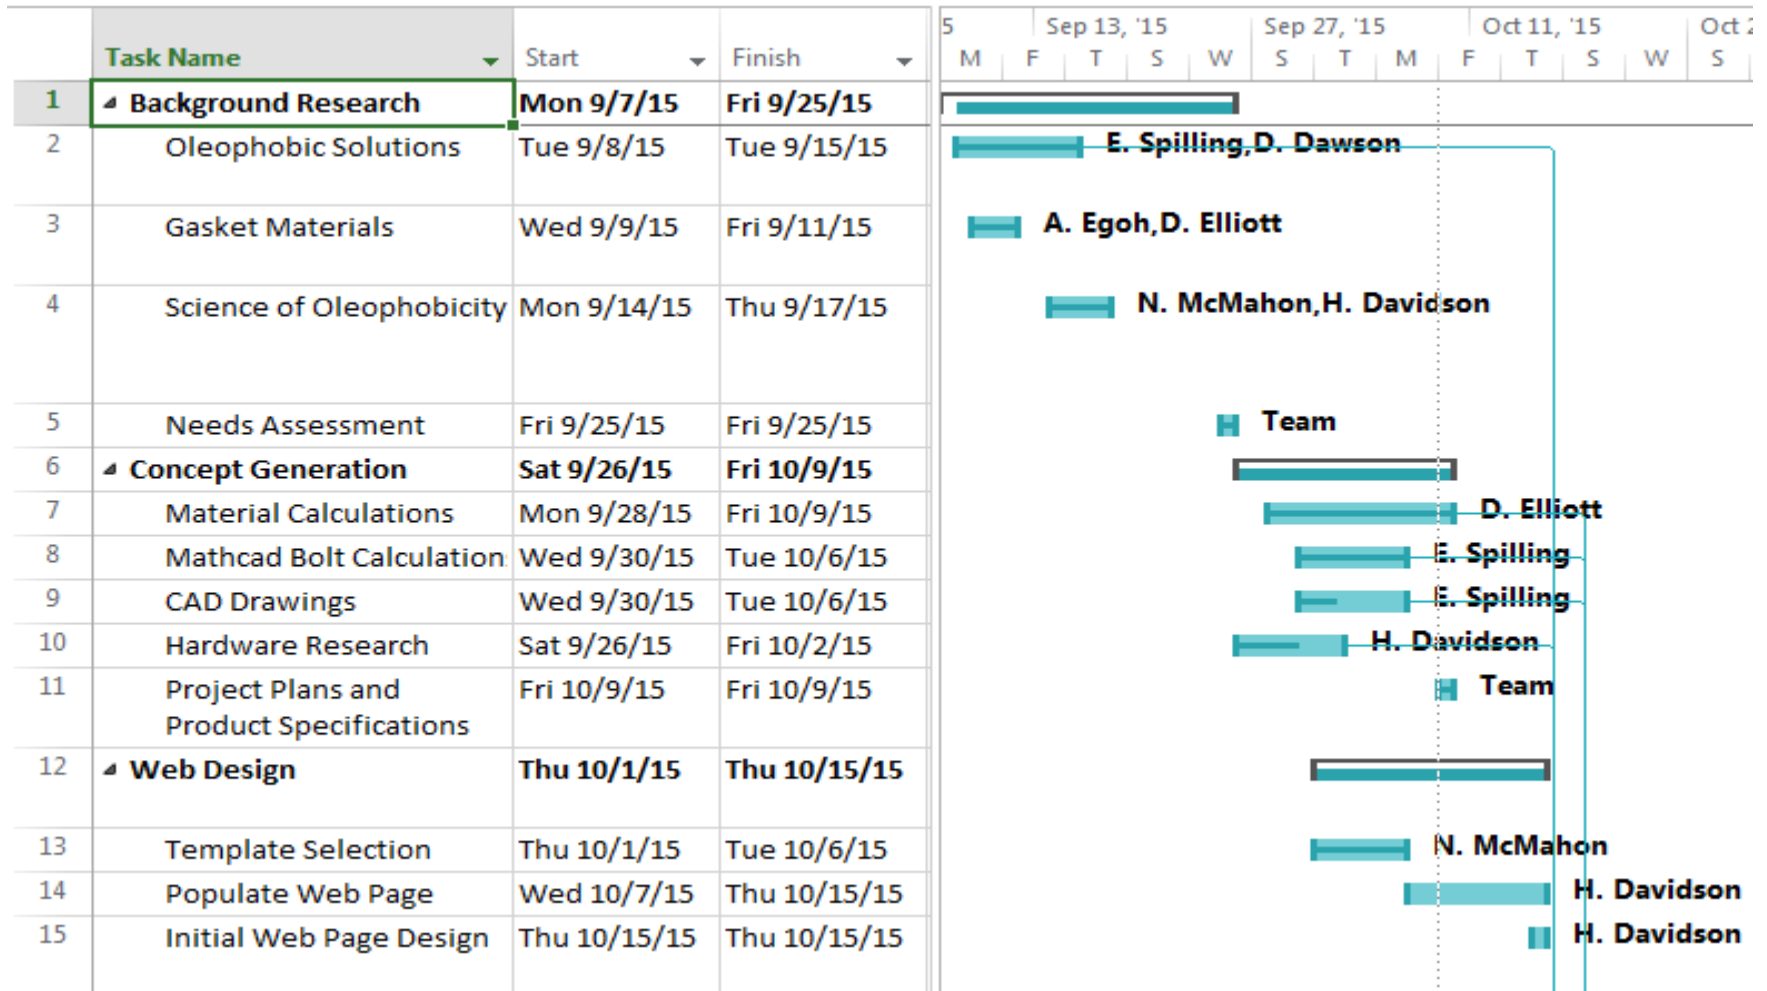 5 Sep 13, '15 Sep 27, '15 Oct 11, '15 Oct 2
Task Name Start Finish M F T S W S T M F T S W S
1 Background Research Mon 9/7/15 Fri 9/25/15
2 Oleophobic Solutions Tue 9/8/15 Tue 9/15/15 E. Spilling,D. Dawson
3 Gasket Materials Wed 9/9/15 Fri 9/11/15 A. Egoh,D. Elliott
4 Science of Oleophobicity Mon 9/14/15 Thu 9/17/15 N. McMahon,H. Davidson
5 Needs Assessment Fri 9/25/15 Fri 9/25/15 Team
6 Concept Generation Sat 9/26/15 Fri 10/9/15
7 Material Calculations Mon 9/28/15 Fri 10/9/15 D. Elliott
8 Mathcad Bolt Calculation Wed 9/30/15 Tue 10/6/15 E. Spilling
9 CAD Drawings Wed 9/30/15 Tue 10/6/15 E. Spilling
10 Hardware Research Sat 9/26/15 Fri 10/2/15 H. Davidson
11 Project Plans and Fri 10/9/15 Fri 10/9/15 Team
Product Specifications
12 Web Design Thu 10/1/15 Thu 10/15/15
13 Template Selection Thu 10/1/15 Tue 10/6/15 N. McMahon
14 Populate Web Page Wed 10/7/15 Thu 10/15/15 H. Davidson
15 Initial Web Page Design Thu 10/15/15 Thu 10/15/15 H. Davidson